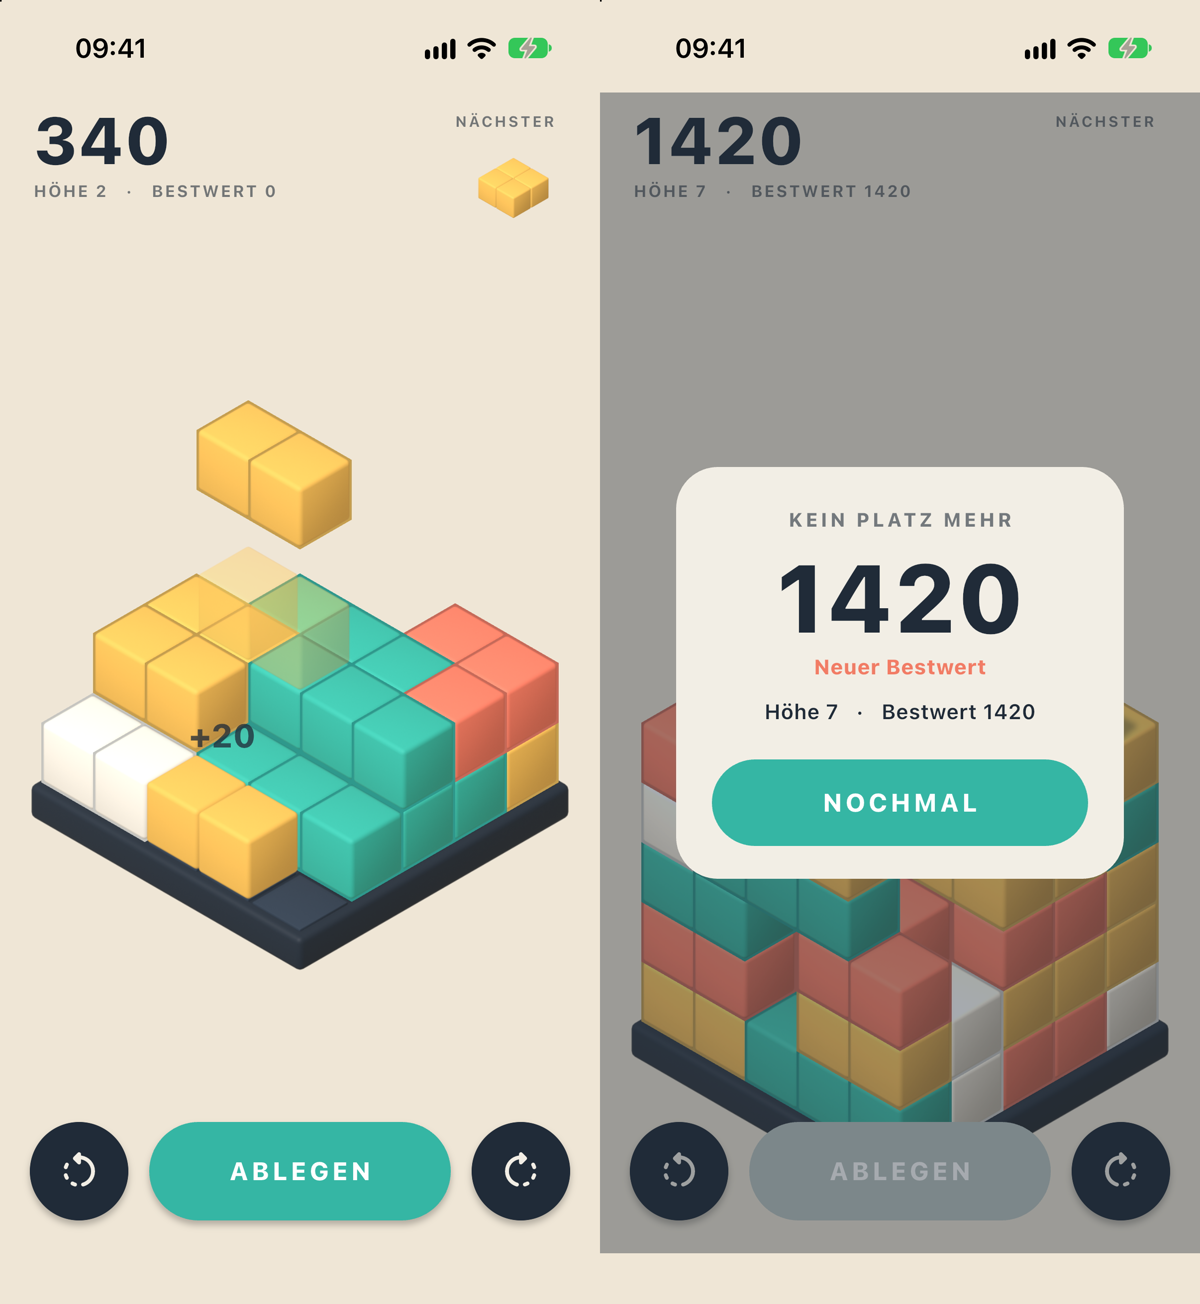 09:41
340
NÄCHSTER
HÖHE 2 · BESTWERT 0
+20
ABLEGEN
09:41
1420
NÄCHSTER
HÖHE 7 · BESTWERT 1420
KEIN PLATZ MEHR
1420
Neuer Bestwert
Höhe 7 · Bestwert 1420
NOCHMAL
ABLEGEN